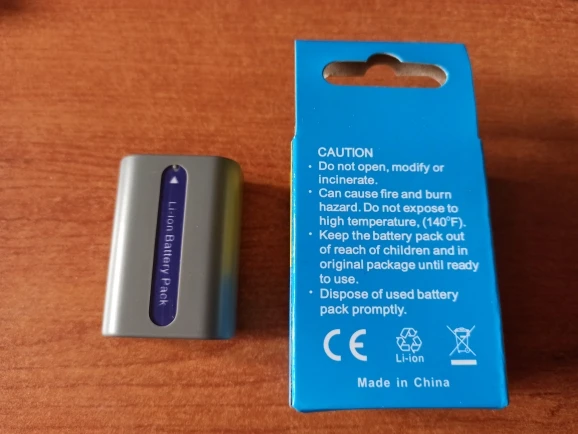 Li-ion Battery Pack
CAUTION
· Do not open, modify or
incinerate.
· Can cause fire and burn
hazard. Do not expose to
high temperature, (140°F).
· Keep the battery pack out
of reach of children and in
original package until ready
to use.
· Dispose of used battery
pack promptly.
CE
Li-ion
Made in China